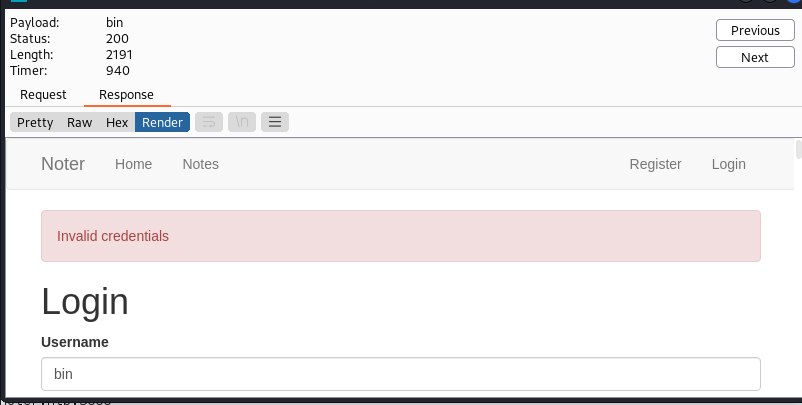 Payload: bin
Status: 200
Length: 2191
Timer: 940
Previous
Next
Request Response
Pretty Raw Hex Render \n
Noter Home Notes Register Login
Invalid credentials
Login
Username
bin